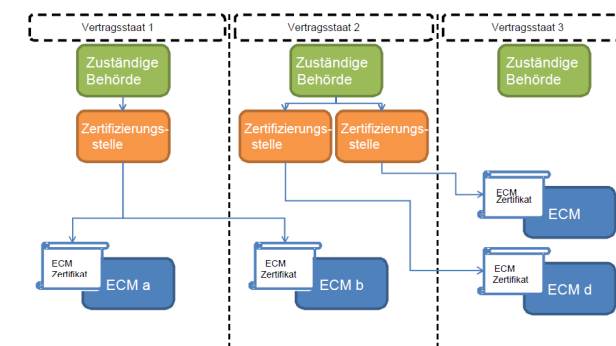 Vertragsstaat 1
Vertragsstaat 2
Vertragsstaat 3
Zuständige
Behörde
Zuständige
Behörde
Zuständige
Behörde
Zertifizierungs-
stelle
Zertifizierungs-
stelle
Zertifizierungs-
stelle
ECM
Zertifikat
ECM
ECM
Zertifikat
ECM a
ECM
Zertifikat
ECM b
ECM
Zertifikat
ECM d